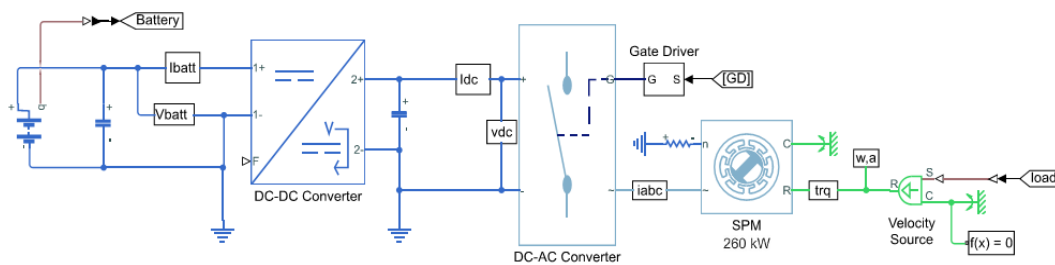 Battery
Ibatt
Vbatt
+
-
q
+
-
1+
1-
F
V
2+
2-
DC-DC Converter
+
-
Idc
vdc
+
-
G
~
DC-AC Converter
Gate Driver
G
S
[GD]
+
-
n
~
C
R
iabc
SPM
260 kW
trq
w,a
R
S
C
load
Velocity
Source
f(x) = 0